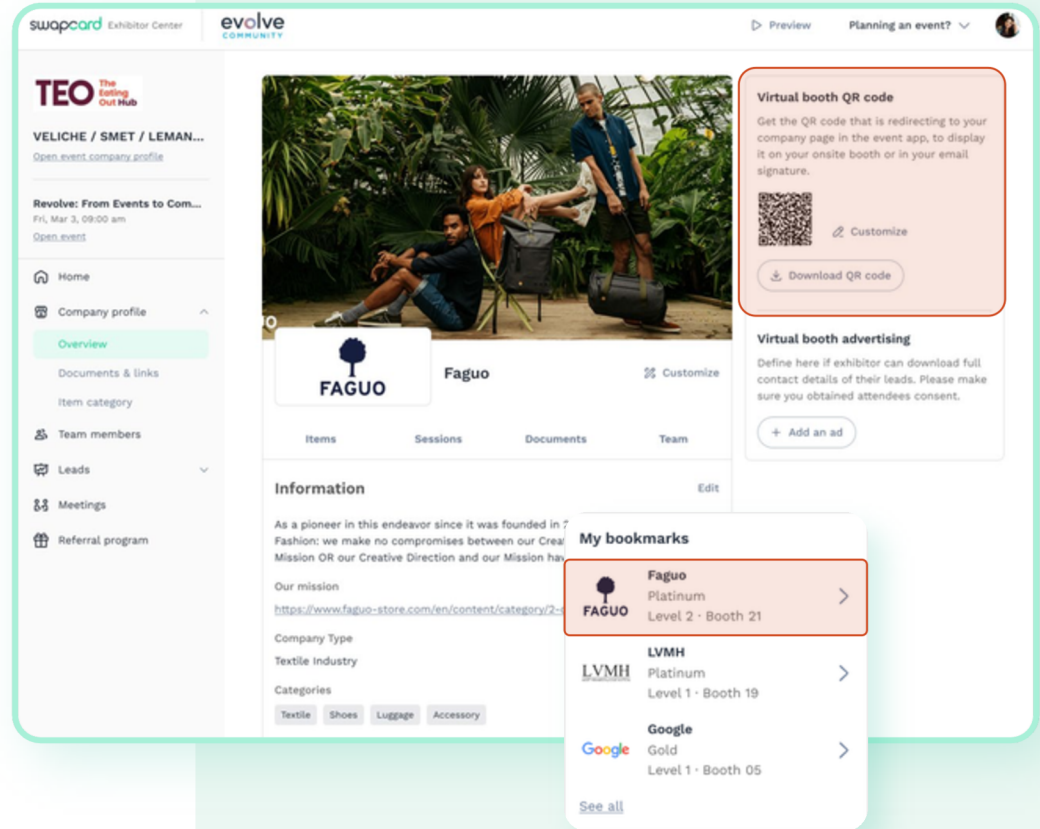 swapcard Exhibitor Center
evolve
COMMUNITY
Preview
Planning an event?
TEO The
Eating
Out Hub
VELICHE / SMET / LEMAN...
Open event company profile
Revolve: From Events to Com...
Fri, Mar 3, 09:00 am
Open event
Home
Company profile
Overview
Documents & links
Item category
Team members
Leads
Meetings
Referral program
FAGUO
Faguo
Customize
Items
Sessions
Documents
Team
Information
Edit
As a pioneer in this endeavor since it was founded in
Fashion: we make no compromises between our
Mission OR our Creative Direction and our Mission
Our mission
https://www.faguo-store.com/en/content/category/2-
Company Type
Textile Industry
Categories
Textile
Shoes
Luggage
Accessory
Virtual booth QR code
Get the QR code that is redirecting to your
company page in the event app, to display
it on your onsite booth or in your email
signature.
Customize
Download QR code
Virtual booth advertising
Define here if exhibitor can download full
contact details of their leads. Please make
sure you obtained attendees consent.
+ Add an ad
My bookmarks
FAGUO
Faguo
Platinum
Level 2 · Booth 21
LVMH
LVMH
Platinum
Level 1 · Booth 19
Google
Google
Gold
Level 1 · Booth 05
See all